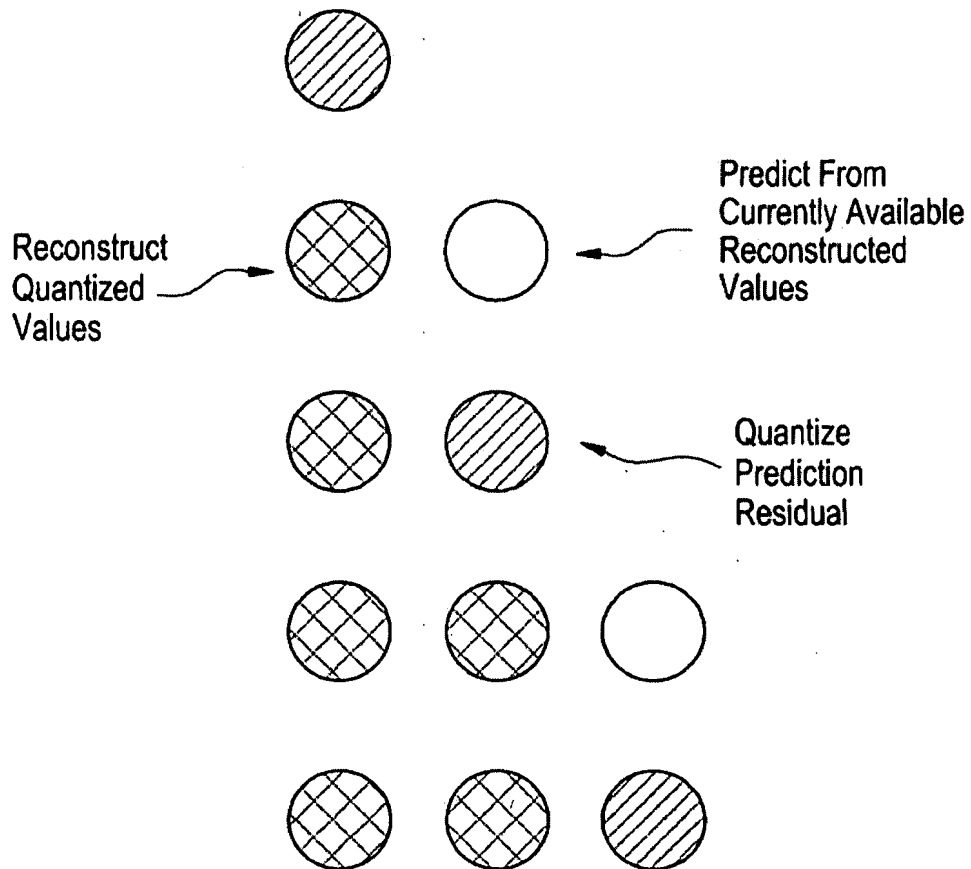 Predict From
Currently Available
Reconstructed
Values
Reconstruct
Quantized
Values
Quantize
Prediction
Residual